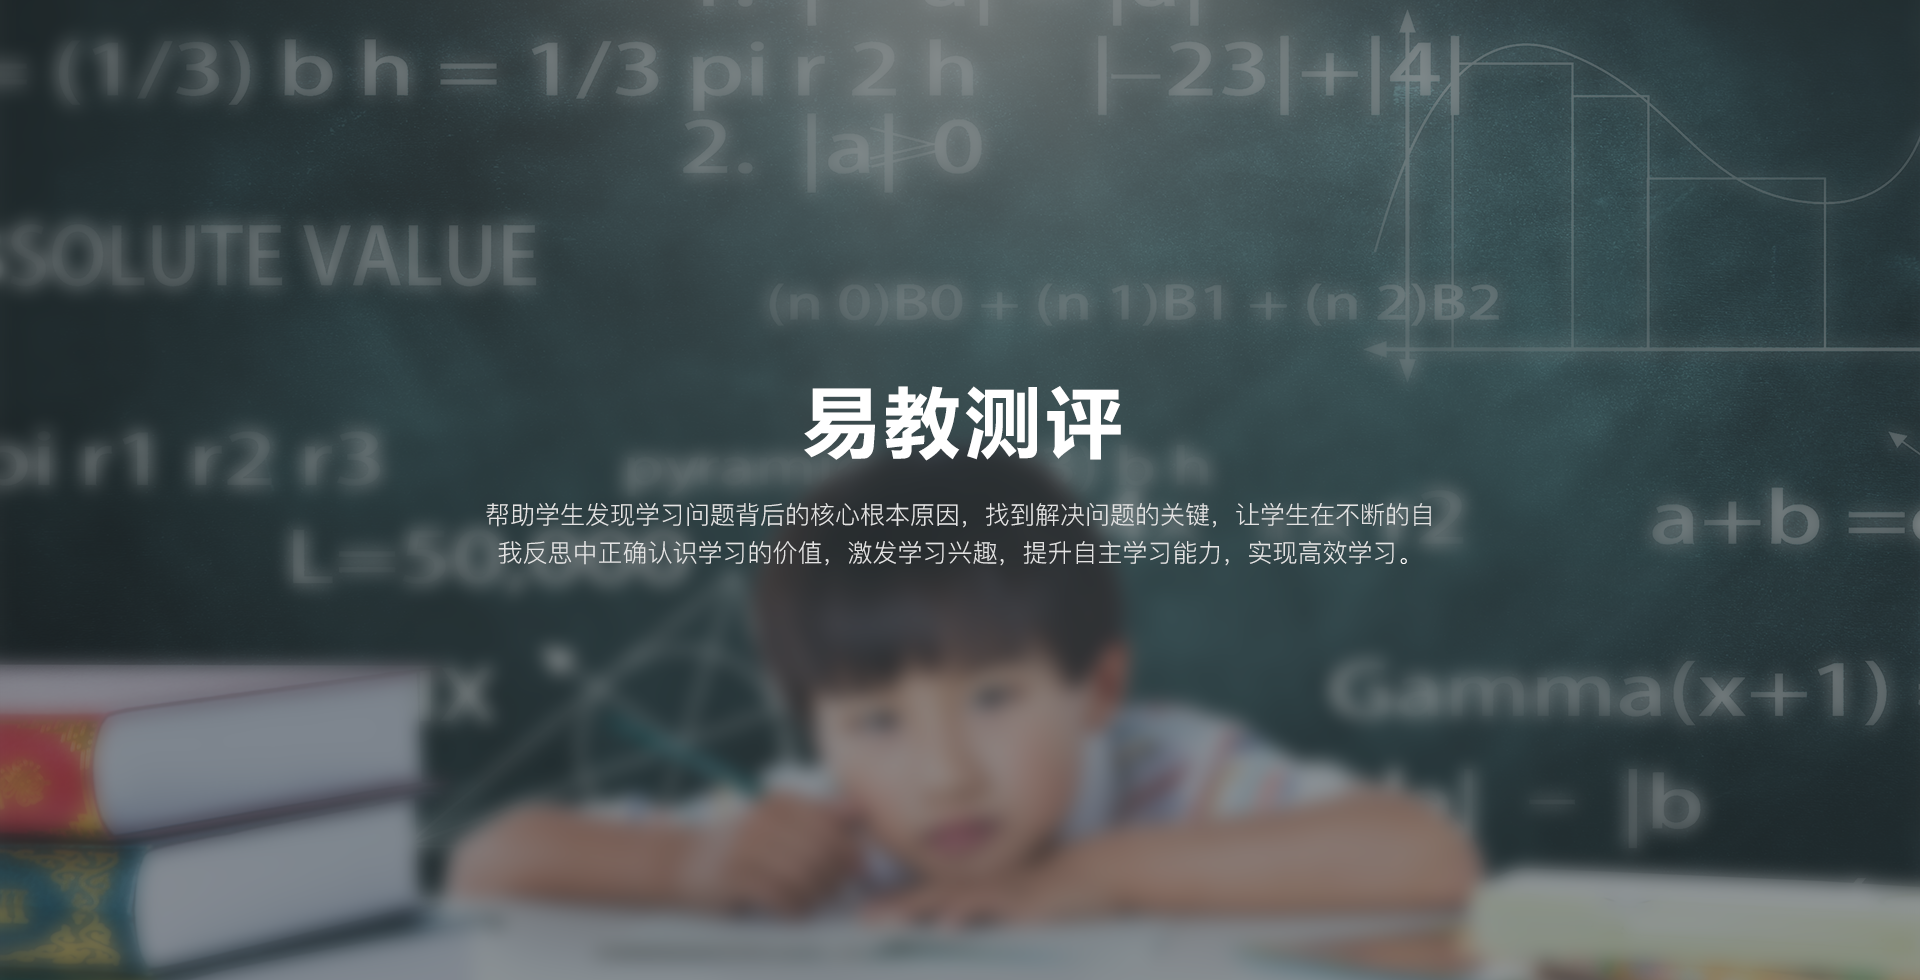 = (1/3) b h = 1/3 pi r 2 h |−23|+|4|
2. |a|>0
SOLUTE VALUE
(n 0)B0 + (n 1)B1 + (n 2)B2
易教测评
pi r1 r2 r3
b h
帮助学生发现学习问题背后的核心根本原因，找到解决问题的关键，让学生在不断的自
a+b =
我反思中正确认识学习的价值，激发学习兴趣，提升自主学习能力，实现高效学习。
Gamma(x+1)
− |b